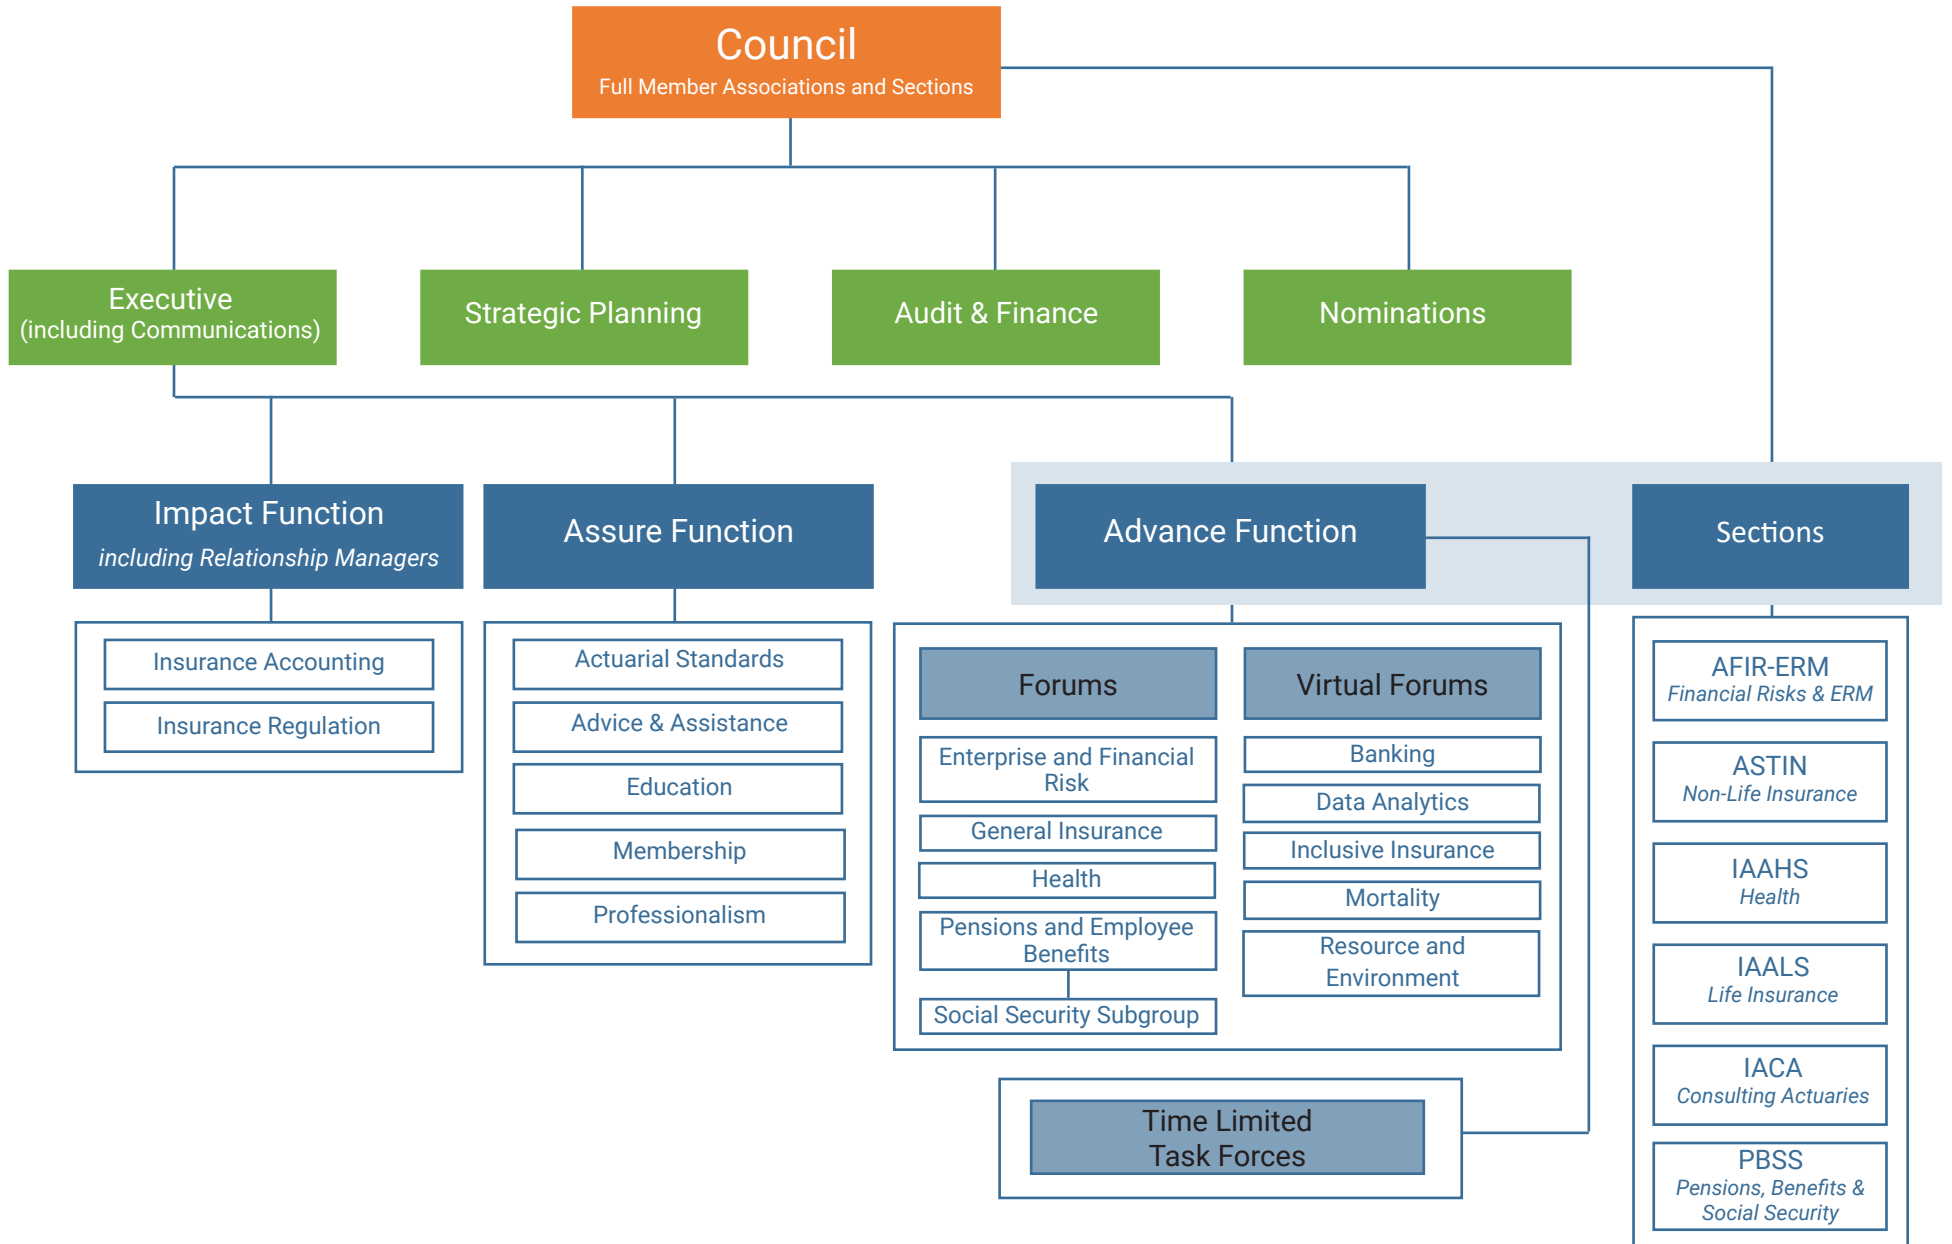 Council
Full Member Associations and Sections
Executive
(including Communications)
Strategic Planning
Audit & Finance
Nominations
Impact Function
including Relationship Managers
Assure Function
Advance Function
Sections
Insurance Accounting
Insurance Regulation
Actuarial Standards
Advice & Assistance
Education
Membership
Professionalism
Forums
Enterprise and Financial
Risk
General Insurance
Health
Pensions and Employee
Benefits
Social Security Subgroup
Virtual Forums
Banking
Data Analytics
Inclusive Insurance
Mortality
Resource and
Environment
Time Limited
Task Forces
AFIR-ERM
Financial Risks & ERM
ASTIN
Non-Life Insurance
IAAHS
Health
IAALS
Life Insurance
IACA
Consulting Actuaries
PBSS
Pensions, Benefits &
Social Security